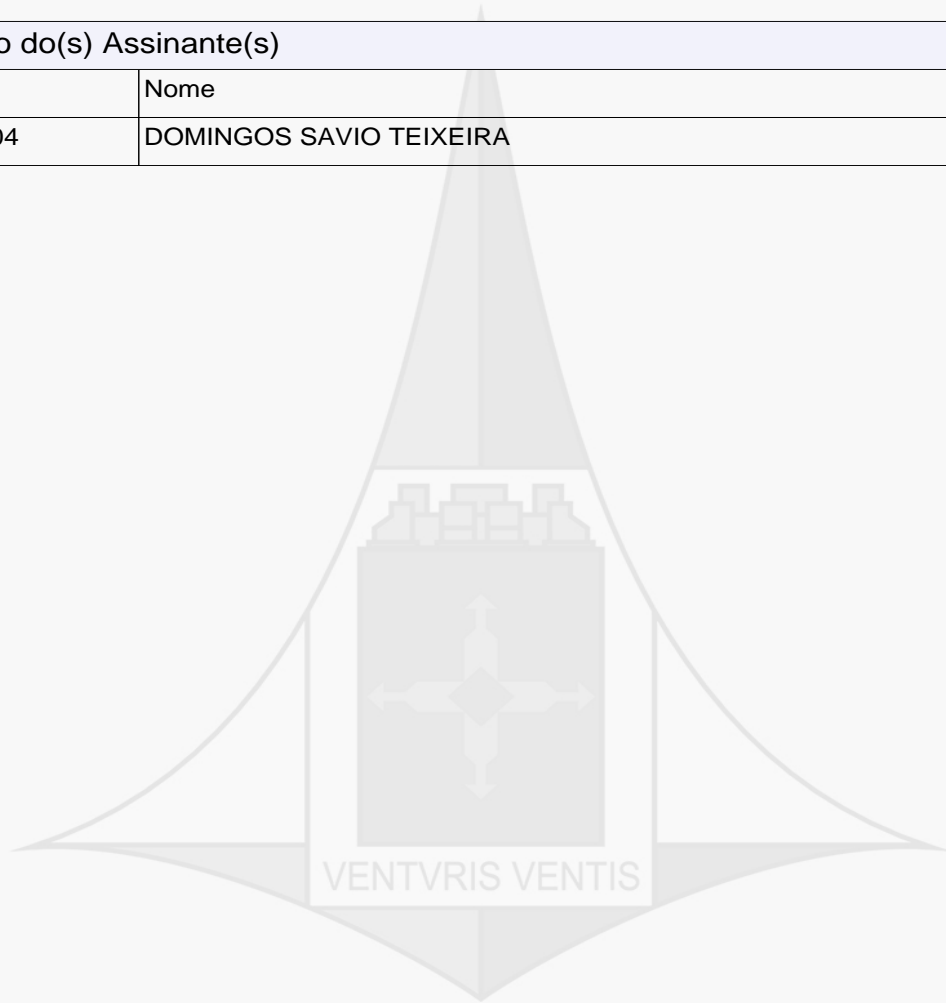 o do(s) Assinante(s)
Nome
04 DOMINGOS SAVIO TEIXEIRA
VENTVRIS VENTIS